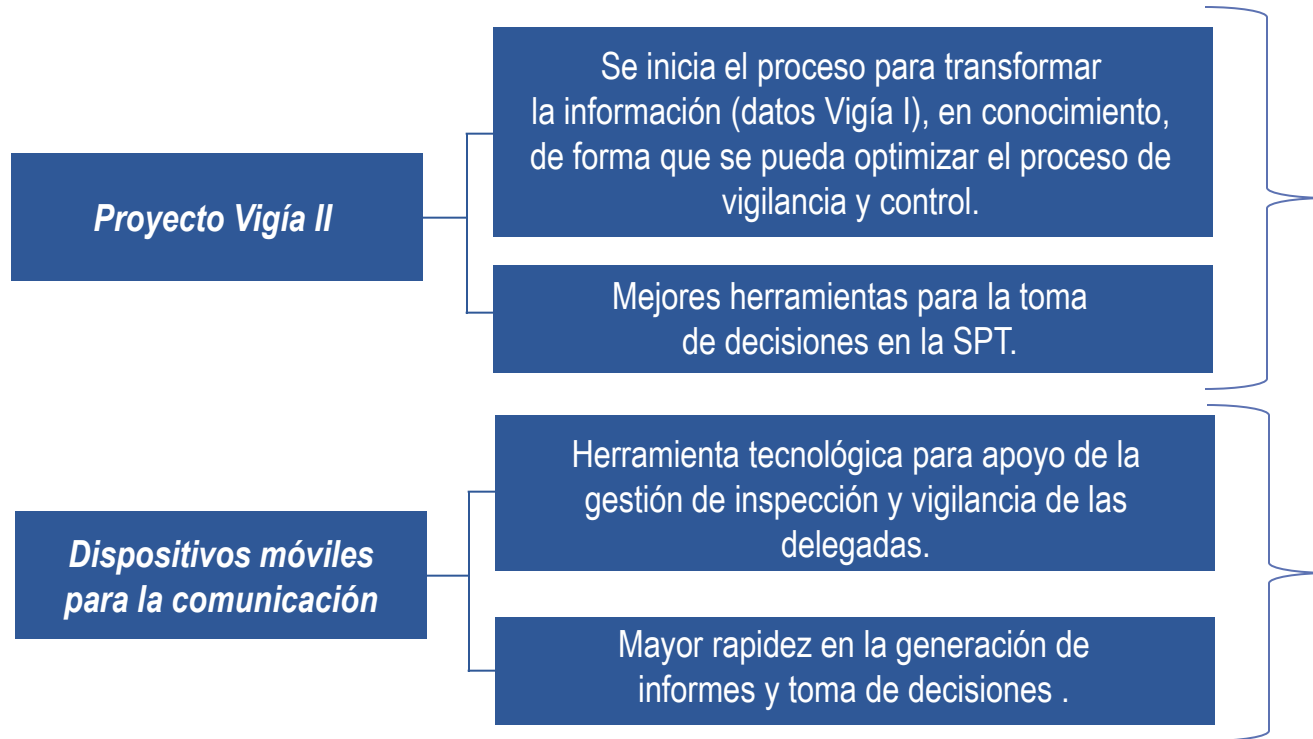 Se inicia el proceso para transformar
la información (datos Vigía I), en conocimiento,
de forma que se pueda optimizar el proceso de
vigilancia y control.
Proyecto Vigía II
Mejores herramientas para la toma
de decisiones en la SPT.
Herramienta tecnológica para apoyo de la
gestión de inspección y vigilancia de las
delegadas.
Dispositivos móviles
para la comunicación
Mayor rapidez en la generación de
informes y toma de decisiones .